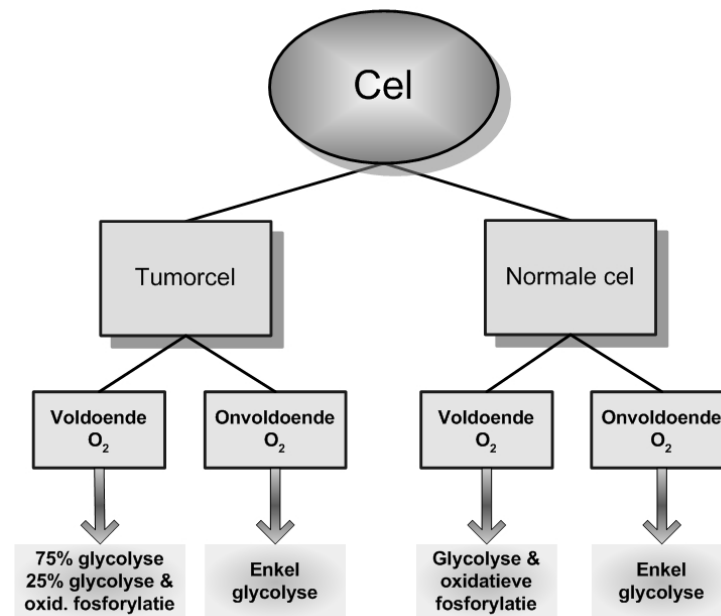 Cel
Tumorcel
Normale cel
Voldoende
O₂
Onvoldoende
O₂
Voldoende
O₂
Onvoldoende
O₂
75% glycolyse
25% glycolyse &
oxid. fosforylatie
Enkel
glycolyse
Glycolyse &
oxidatieve
fosforylatie
Enkel
glycolyse